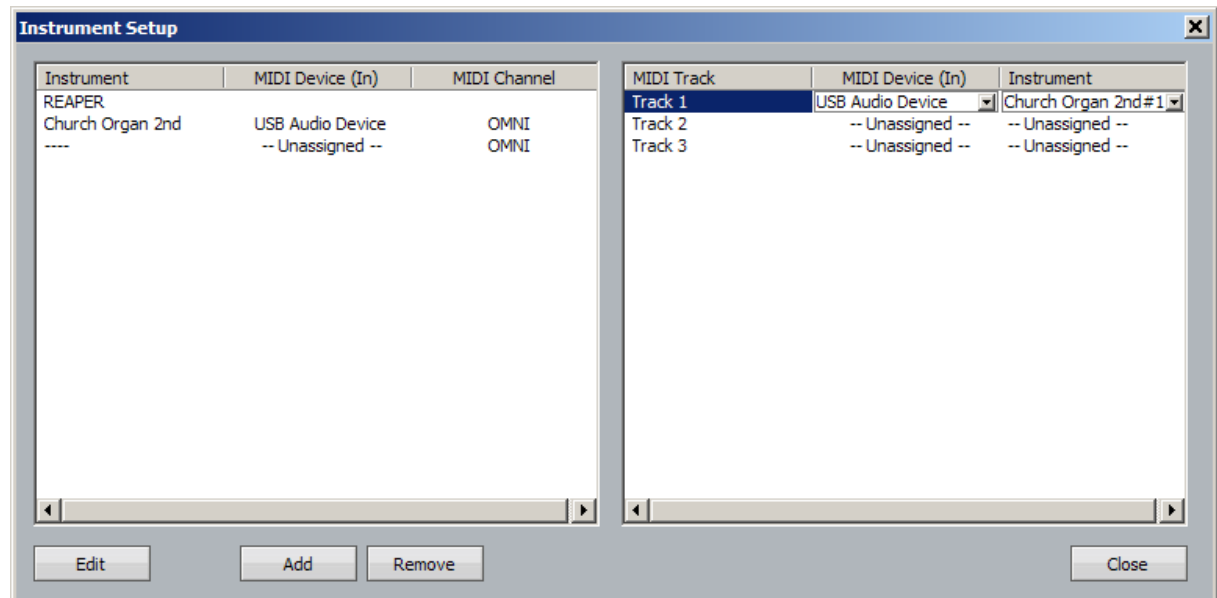 Instrument Setup
Instrument MIDI Device (In) MIDI Channel
REAPER
Church Organ 2nd USB Audio Device OMNI
---- -- Unassigned -- OMNI
MIDI Track MIDI Device (In) Instrument
Track 1 USB Audio Device Church Organ 2nd#1
Track 2 -- Unassigned -- -- Unassigned --
Track 3 -- Unassigned -- -- Unassigned --
Edit Add Remove Close